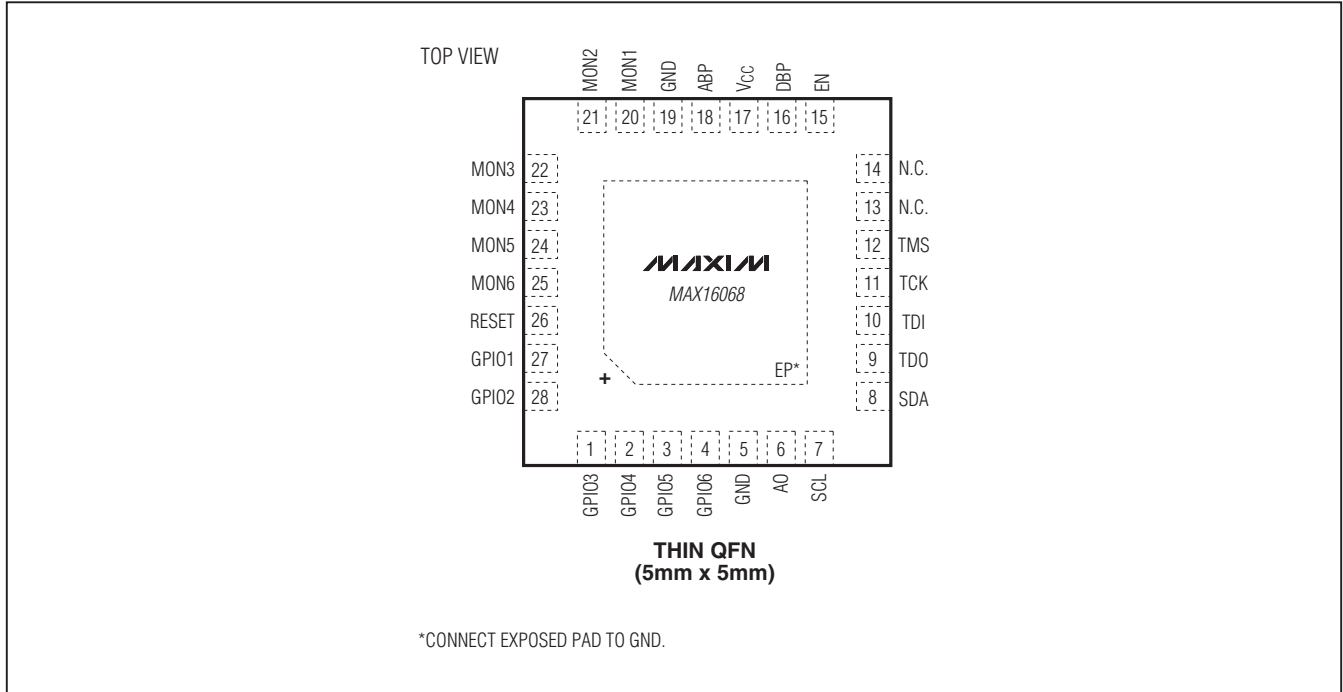 TOP VIEW
MON2 MON1 GND ABP VCC DBP EN
21 20 19 18 17 16 15
MON3 22 14 N.C.
MON4 23 13 N.C.
MON5 24 12 TMS
MAXIM
MON6 25 11 TCK
MAX16068
RESET 26 10 TDI
GPIO1 27 9 TDO
EP*
+
GPIO2 28 8 SDA
1 2 3 4 5 6 7
GPIO3 GPIO4 GPIO5 GPIO6 GND A0 SCL
THIN QFN
(5mm x 5mm)
*CONNECT EXPOSED PAD TO GND.